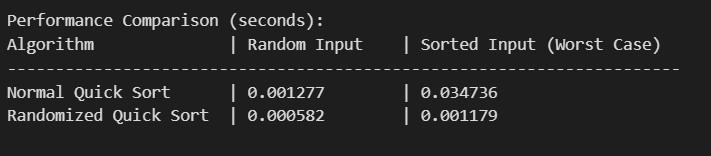 Performance Comparison (seconds):
Algorithm | Random Input | Sorted Input (Worst Case)
--------------------------------------------------------------------
Normal Quick Sort | 0.001277 | 0.034736
Randomized Quick Sort | 0.000582 | 0.001179